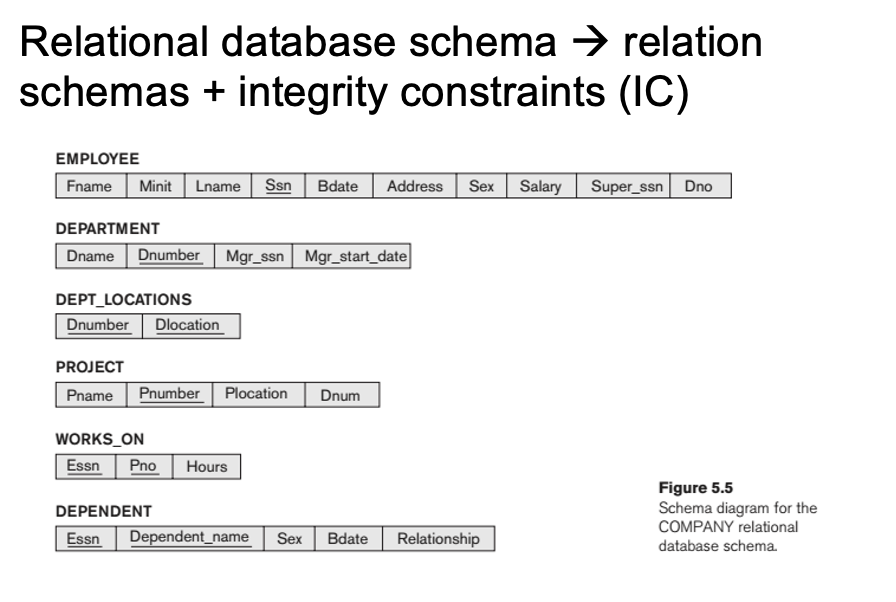 Relational database schema → relation
schemas + integrity constraints (IC)
EMPLOYEE
Fname Minit Lname Ssn Bdate Address Sex Salary Super_ssn Dno
DEPARTMENT
Dname Dnumber Mgr_ssn Mgr_start_date
DEPT_LOCATIONS
Dnumber Dlocation
PROJECT
Pname Pnumber Plocation Dnum
WORKS_ON
Essn Pno Hours
DEPENDENT
Essn Dependent_name Sex Bdate Relationship
Figure 5.5
Schema diagram for the
COMPANY relational
database schema.